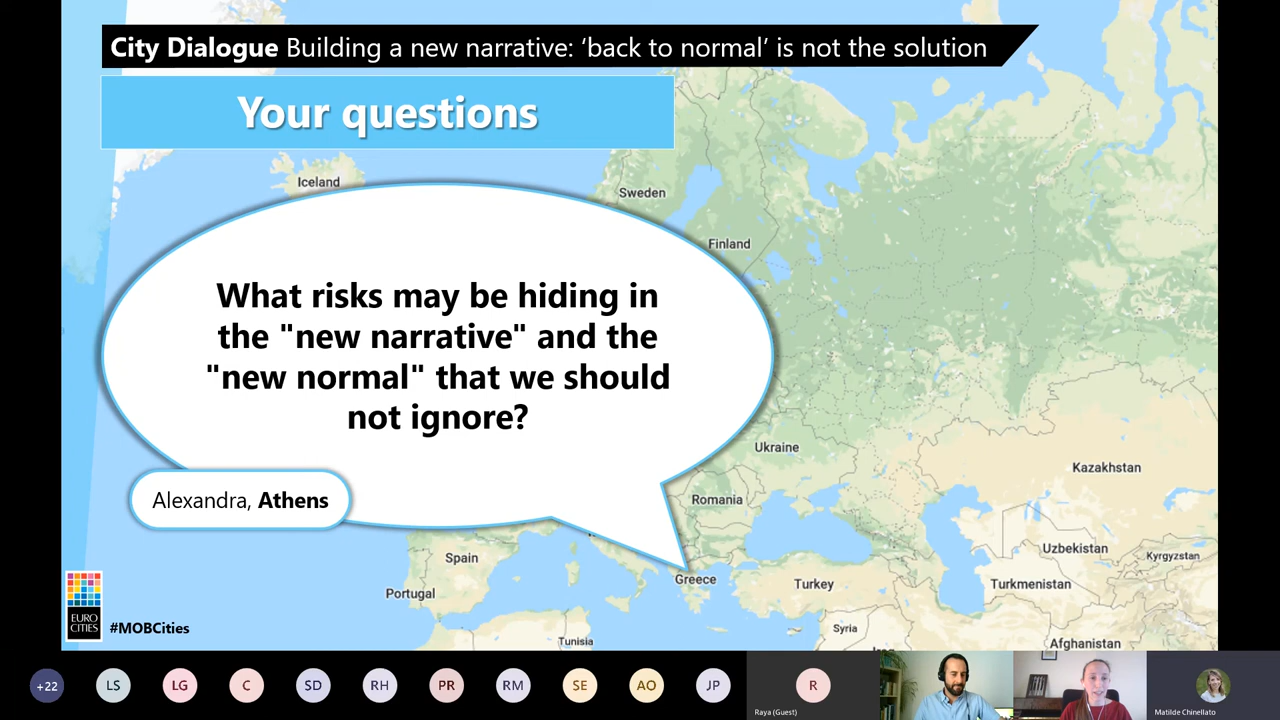 City Dialogue Building a new narrative: ‘back to normal’ is not the solution
Your questions
Iceland
Sweden
Finland
What risks may be hiding in
the "new narrative" and the
"new normal" that we should
not ignore?
Ukraine
Kazakhstan
Alexandra, Athens
Romania
Spain
Greece
Turkey
Portugal
Uzbekistan
Kyrgyzstan
Turkmenistan
Syria
Tunisia
Afghanistan
EURO
CITIES
#MOBCities
+22
LS
LG
C
SD
RH
PR
RM
SE
AO
JP
R
Raya (Guest)
Matilde Chinellato